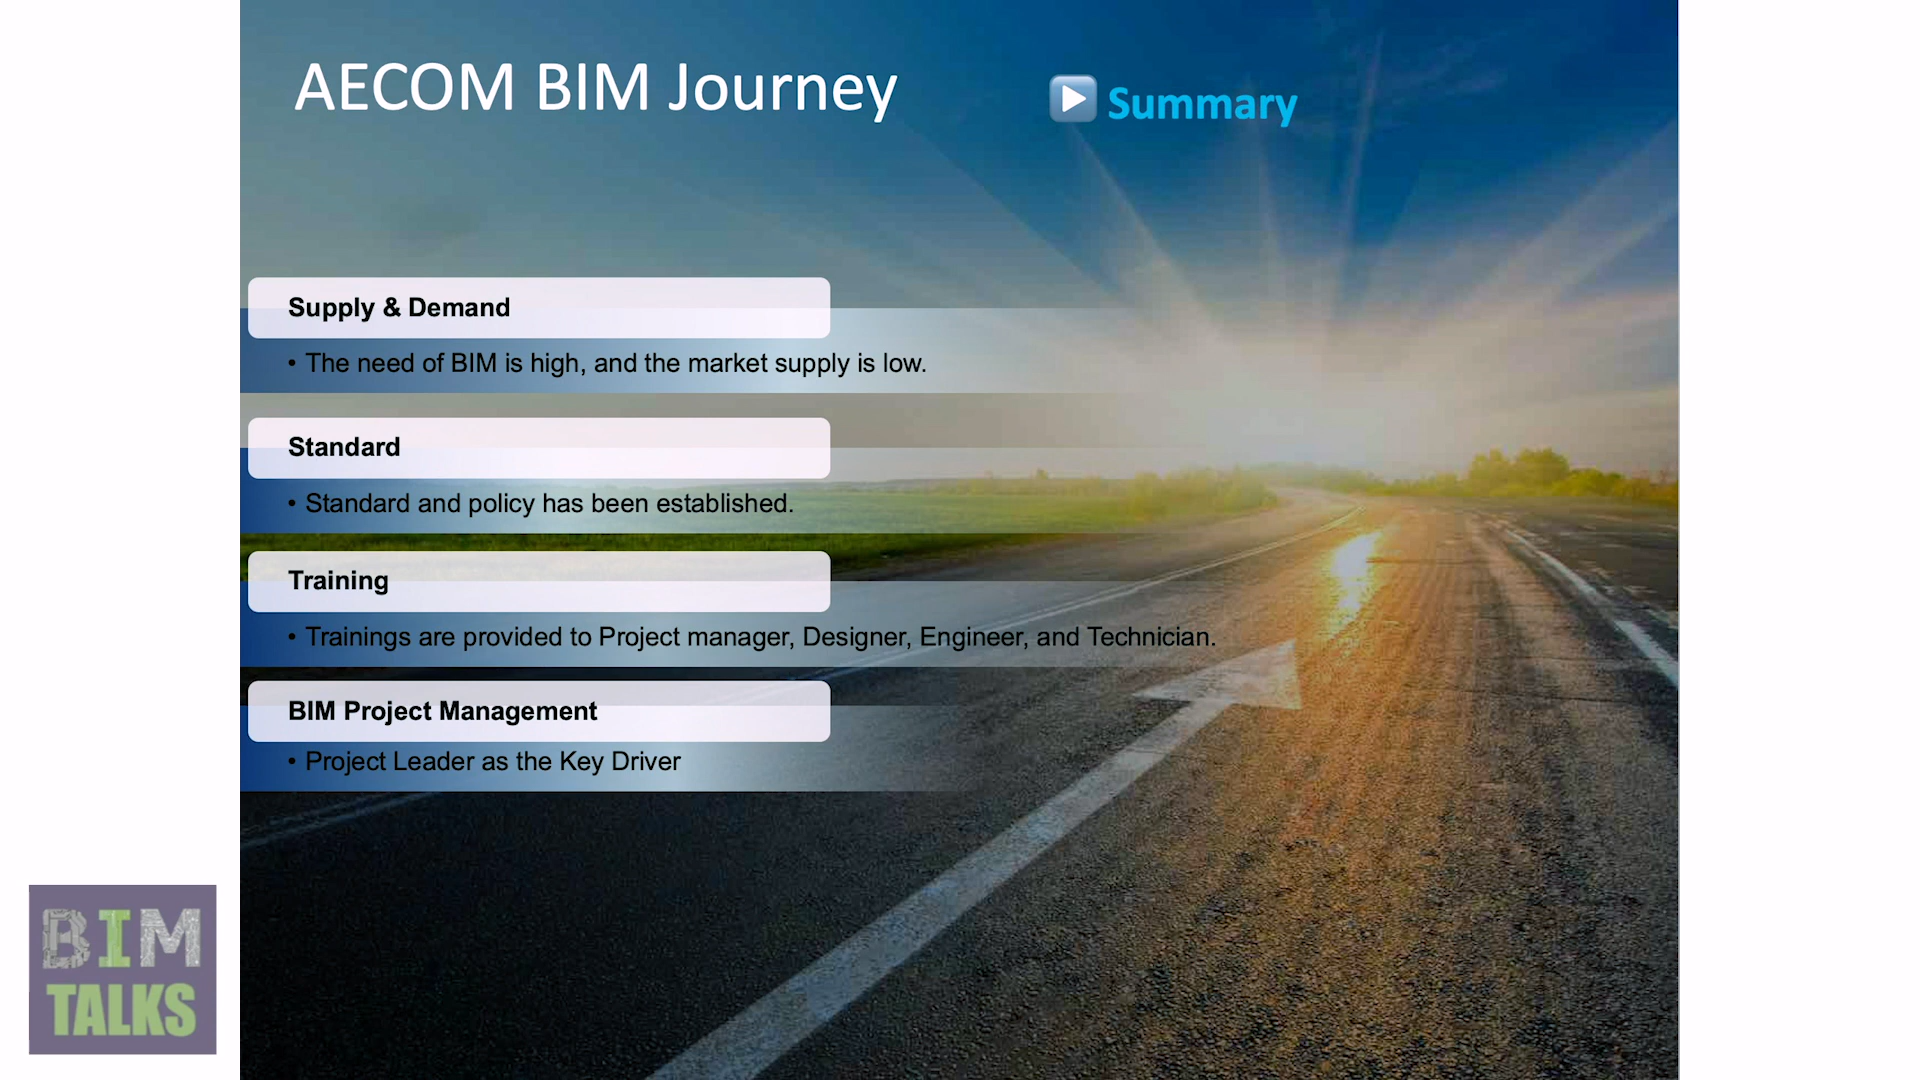 AECOM BIM Journey
Summary
Supply & Demand
• The need of BIM is high, and the market supply is low.
Standard
• Standard and policy has been established.
Training
• Trainings are provided to Project manager, Designer, Engineer, and Technician.
BIM Project Management
• Project Leader as the Key Driver
BIM
TALKS